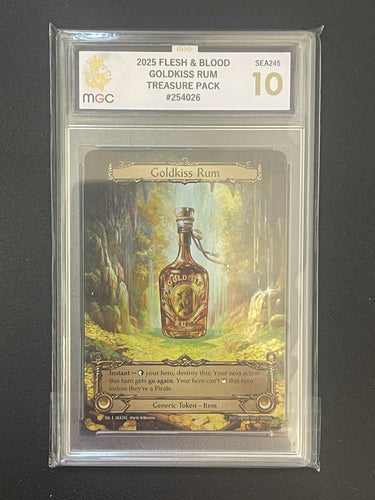 2025 FLESH & BLOOD
GOLDKISS RUM
TREASURE PACK
#254026
SEA245
10
MGC
Goldkiss Rum
Instant – your hero, destroy this: Your next action
this turn gets go again. Your hero can't this turn
unless they're a Pirate.
Generic Token – Item
EN SEA245